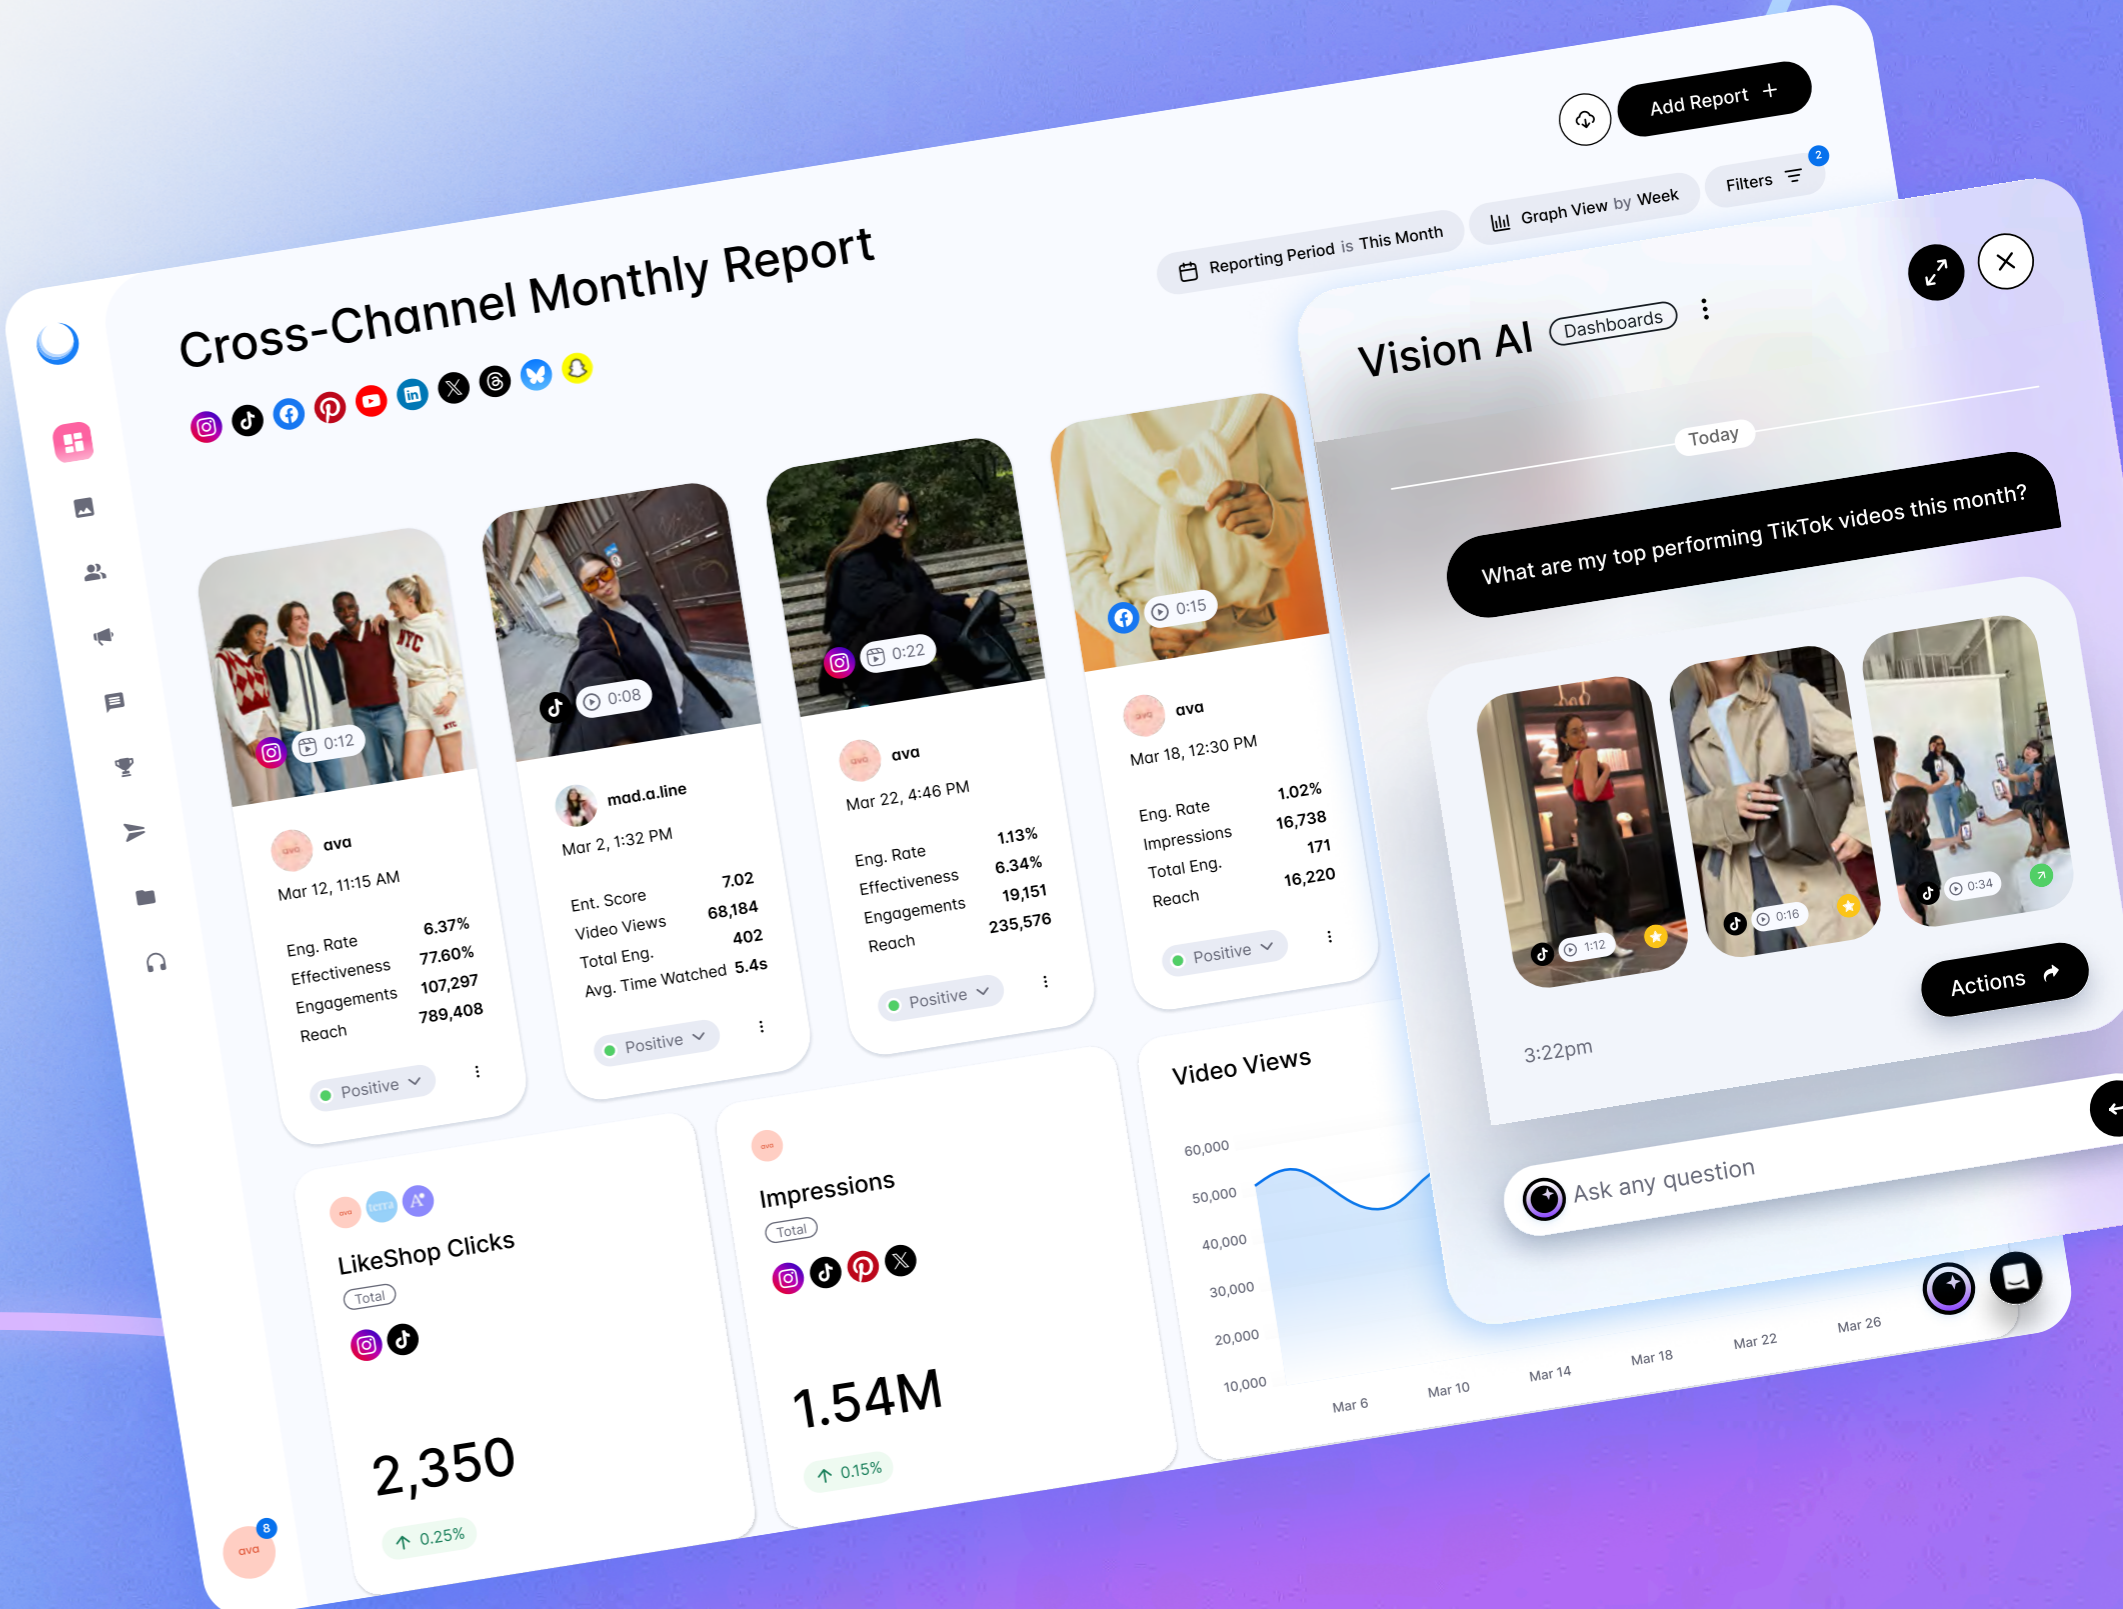 Add Report
Reporting Period is This Month
Graph View by Week
Filters
2
Cross-Channel Monthly Report
0:12
ava
Mar 12, 11:15 AM
Eng. Rate 6.37%
Effectiveness 77.60%
Engagements 107,297
Reach 789,408
Positive
0:08
mad.a.line
Mar 2, 1:32 PM
Ent. Score 7.02
Video Views 68,184
Total Eng. 402
Avg. Time Watched 5.4s
Positive
0:22
ava
ava
Mar 22, 4:46 PM
Eng. Rate 1.13%
Effectiveness 6.34%
Engagements 19,151
Reach 235,576
Positive
0:15
ava
ava
Mar 18, 12:30 PM
Eng. Rate 1.02%
Impressions 16,738
Total Eng. 171
Reach 16,220
Positive
NYC
NYC
ava
ava
terra
A
LikeShop Clicks
Total
2,350
0.25%
ava
Impressions
Total
1.54M
0.15%
Video Views
60,000
50,000
40,000
30,000
20,000
10,000
Mar 6
Mar 10
Mar 14
Mar 18
Mar 22
Mar 26
Vision AI
Dashboards
Today
What are my top performing TikTok videos this month?
1:12
0:16
0:34
Actions
3:22pm
Ask any question
8
ava